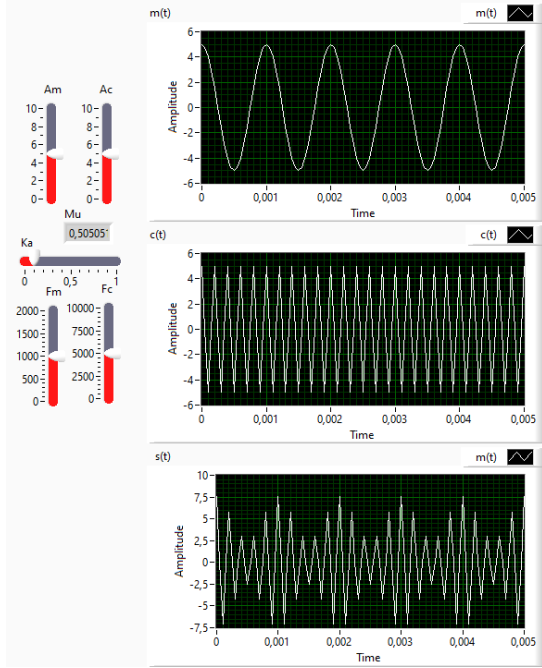 m(t) m(t)
6
4
2
0
-2
-4
-6
Amplitude
0 0,001 0,002 0,003 0,004 0,005
Time
Am Ac
10 10
8 8
6 6
4 4
2 2
0 0
Mu
0,50505
Ka
0 0,5 1
Fm Fc
2000 10000
1500 7500
1000 5000
500 2500
0 0
c(t) c(t)
6
4
2
0
-2
-4
-6
Amplitude
0 0,001 0,002 0,003 0,004 0,005
Time
s(t) m(t)
10
7,5
5
2,5
0
-2,5
-5
-7,5
Amplitude
0 0,001 0,002 0,003 0,004 0,005
Time